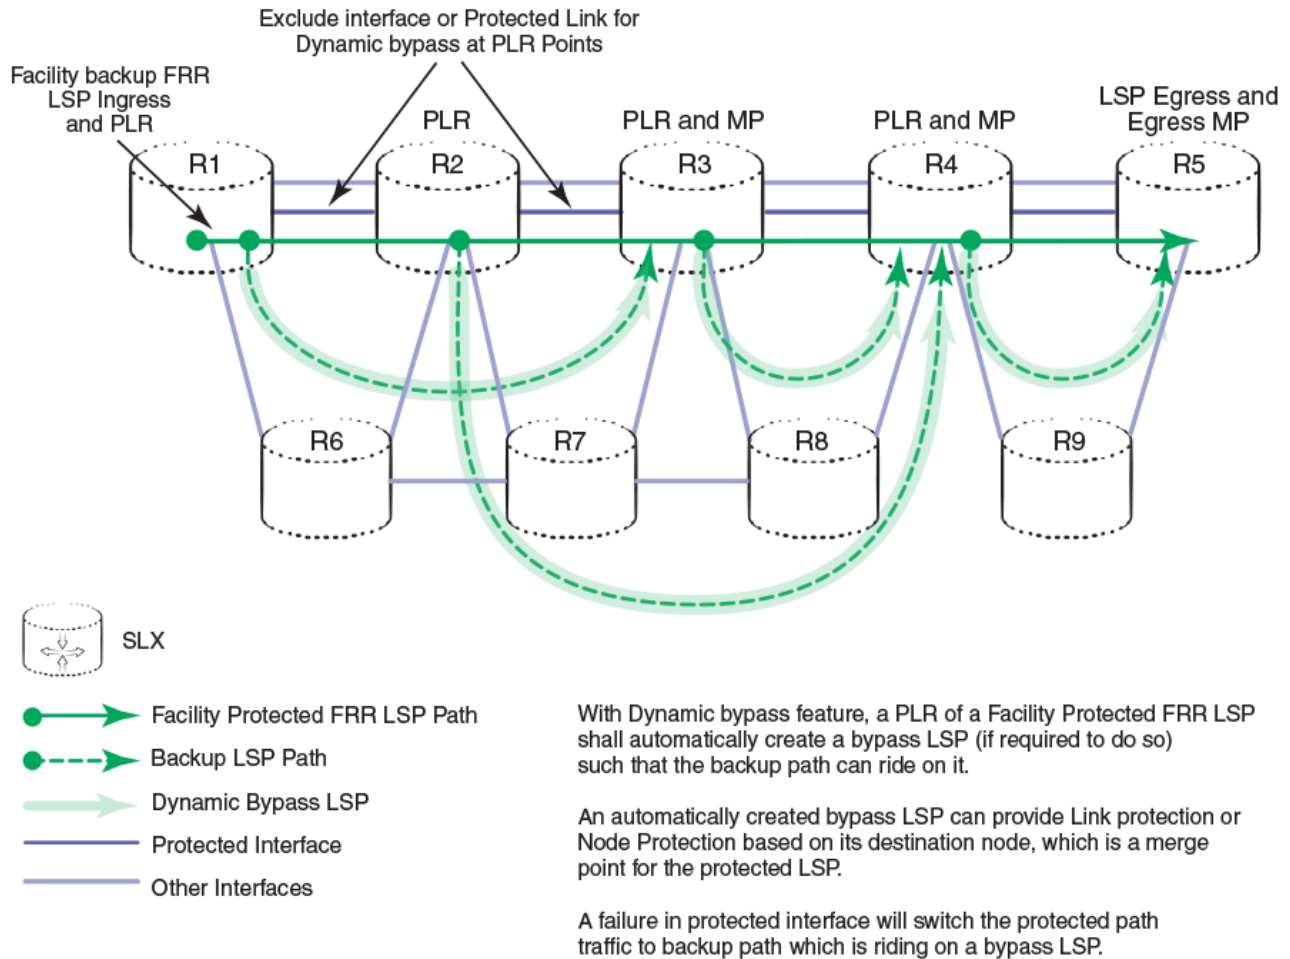 Exclude interface or Protected Link for
Dynamic bypass at PLR Points
Facility backup FRR
LSP Ingress
and PLR
PLR
PLR and MP
PLR and MP
LSP Egress and
Egress MP
R1
R2
R3
R4
R5
R6
R7
R8
R9
SLX
Facility Protected FRR LSP Path
Backup LSP Path
Dynamic Bypass LSP
Protected Interface
Other Interfaces
With Dynamic bypass feature, a PLR of a Facility Protected FRR LSP
shall automatically create a bypass LSP (if required to do so)
such that the backup path can ride on it.
An automatically created bypass LSP can provide Link protection or
Node Protection based on its destination node, which is a merge
point for the protected LSP.
A failure in protected interface will switch the protected path
traffic to backup path which is riding on a bypass LSP.